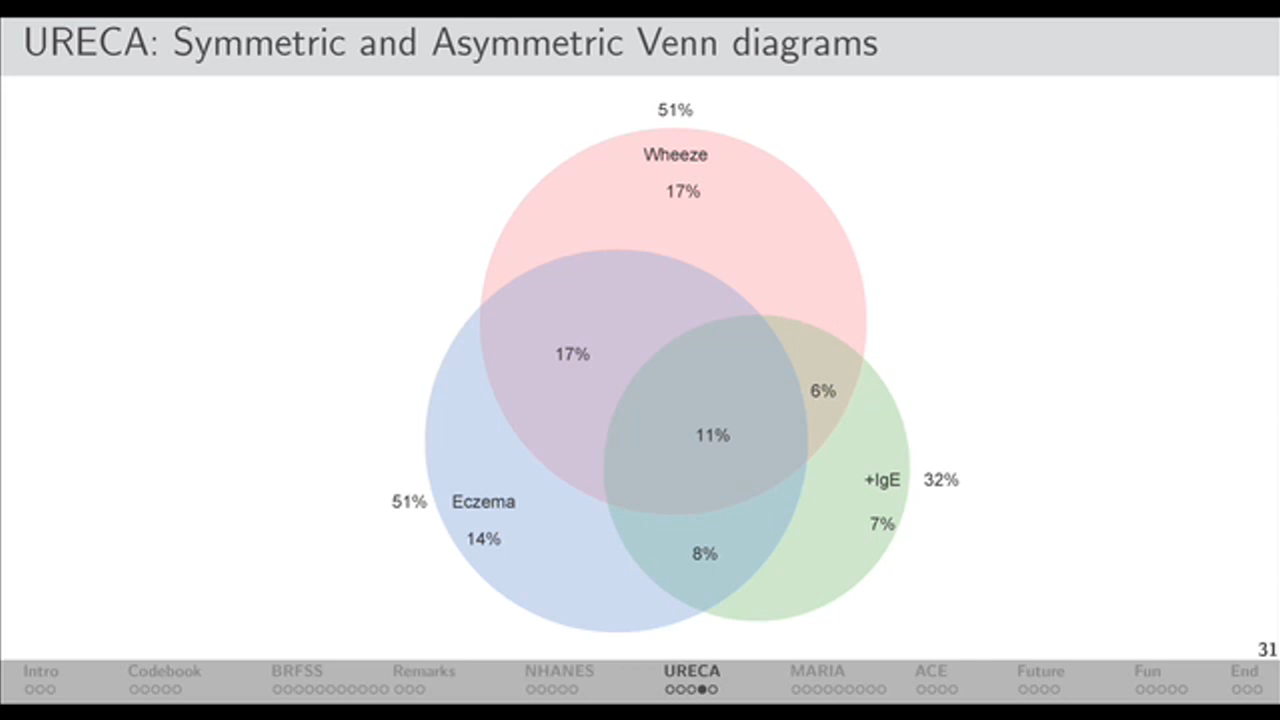 URECA: Symmetric and Asymmetric Venn diagrams
51%
Wheeze
17%
17%
6%
11%
+IgE 32%
51% Eczema
7%
14%
8%
31
Intro Codebook BRFSS Remarks NHANES URECA MARIA ACE Future Fun End